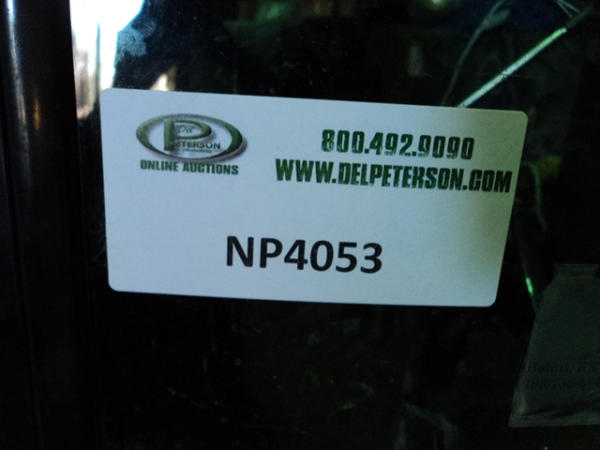 Del
PETERSON
ONLINE AUCTIONS
800.492.9090
WWW.DELPETERSON.COM
NP4053